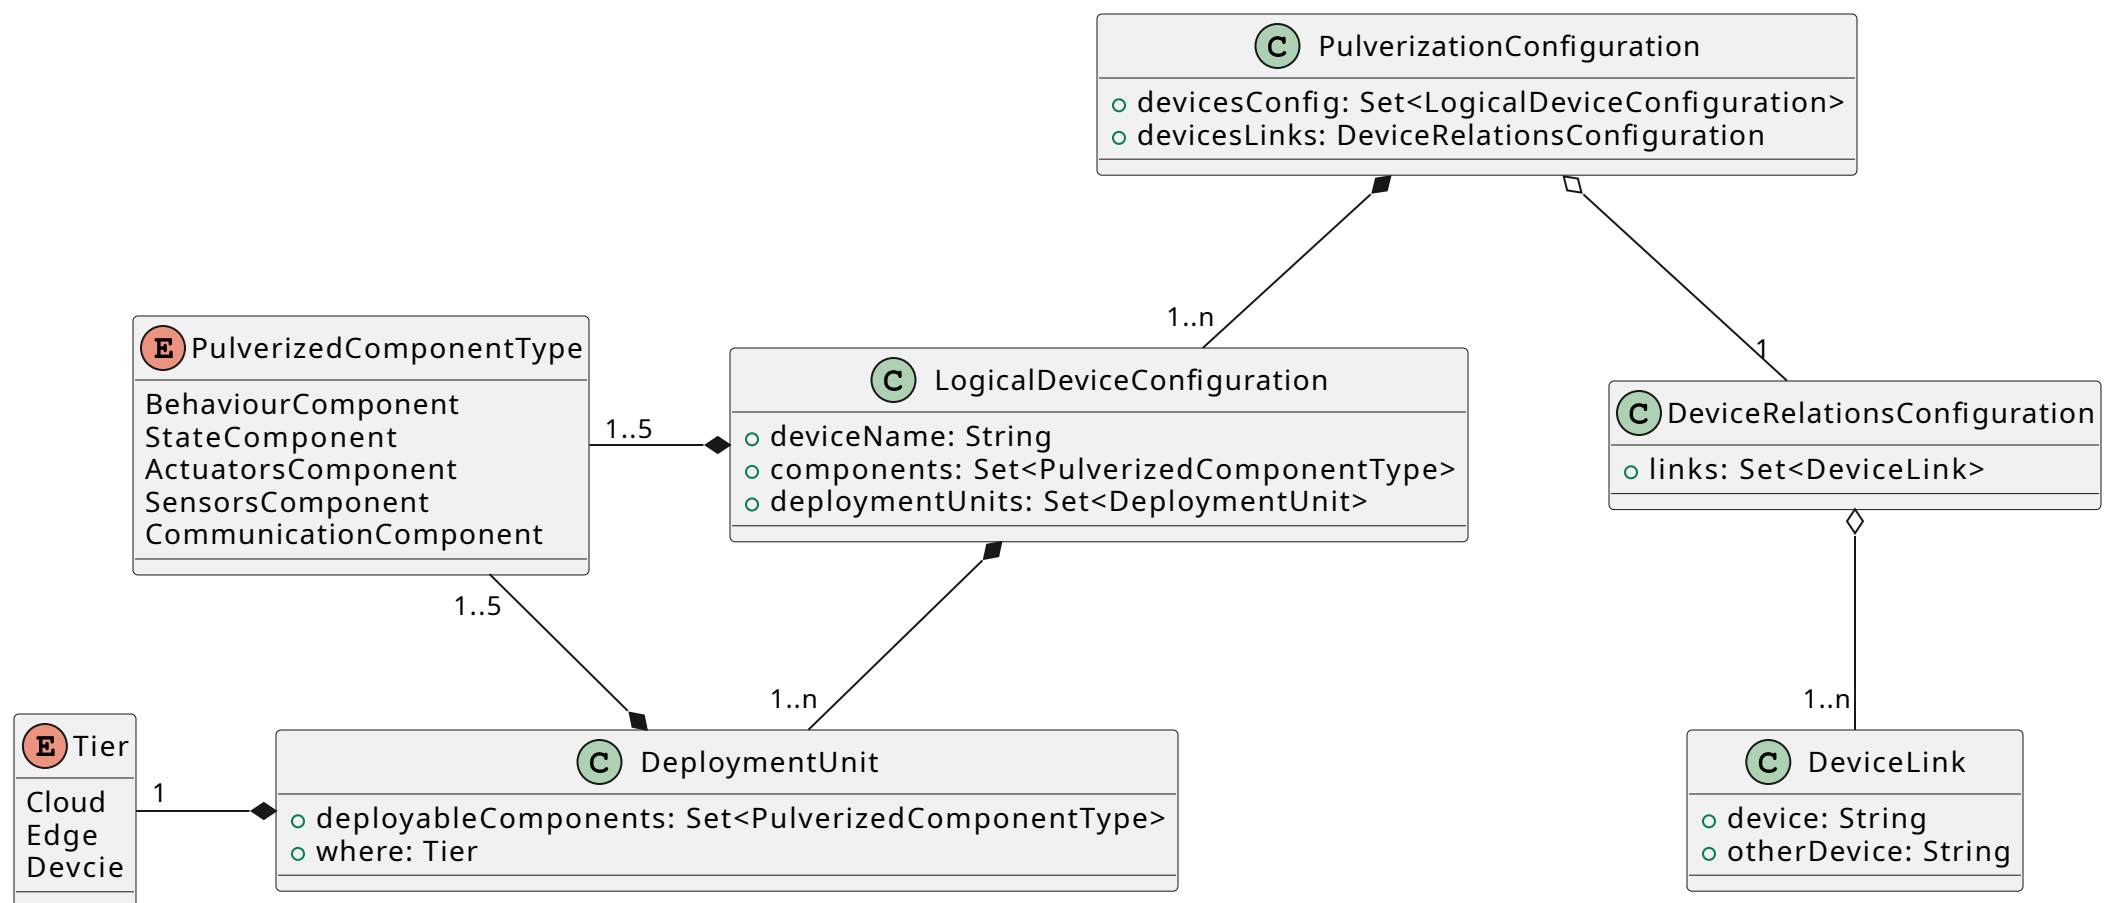 C PulverizationConfiguration
devicesConfig: Set<LogicalDeviceConfiguration>
devicesLinks: DeviceRelationsConfiguration
1..n
1
E PulverizedComponentType
BehaviourComponent
StateComponent
ActuatorsComponent
SensorsComponent
CommunicationComponent
1..5
C LogicalDeviceConfiguration
deviceName: String
components: Set<PulverizedComponentType>
deploymentUnits: Set<DeploymentUnit>
C DeviceRelationsConfiguration
links: Set<DeviceLink>
1..5
1..n
1..n
E Tier
Cloud
Edge
Devcie
1
C DeploymentUnit
deployableComponents: Set<PulverizedComponentType>
where: Tier
C DeviceLink
device: String
otherDevice: String